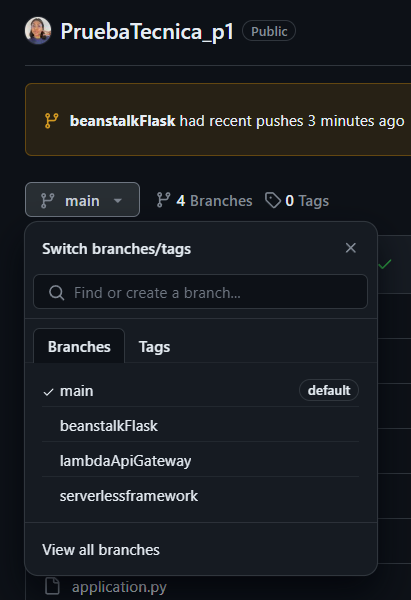 PruebaTecnica_p1 Public
beanstalkFlask had recent pushes 3 minutes ago
main 4 Branches 0 Tags
Switch branches/tags
Find or create a branch...
Branches Tags
main default
beanstalkFlask
lambdaApiGateway
serverlessframework
View all branches
application.py